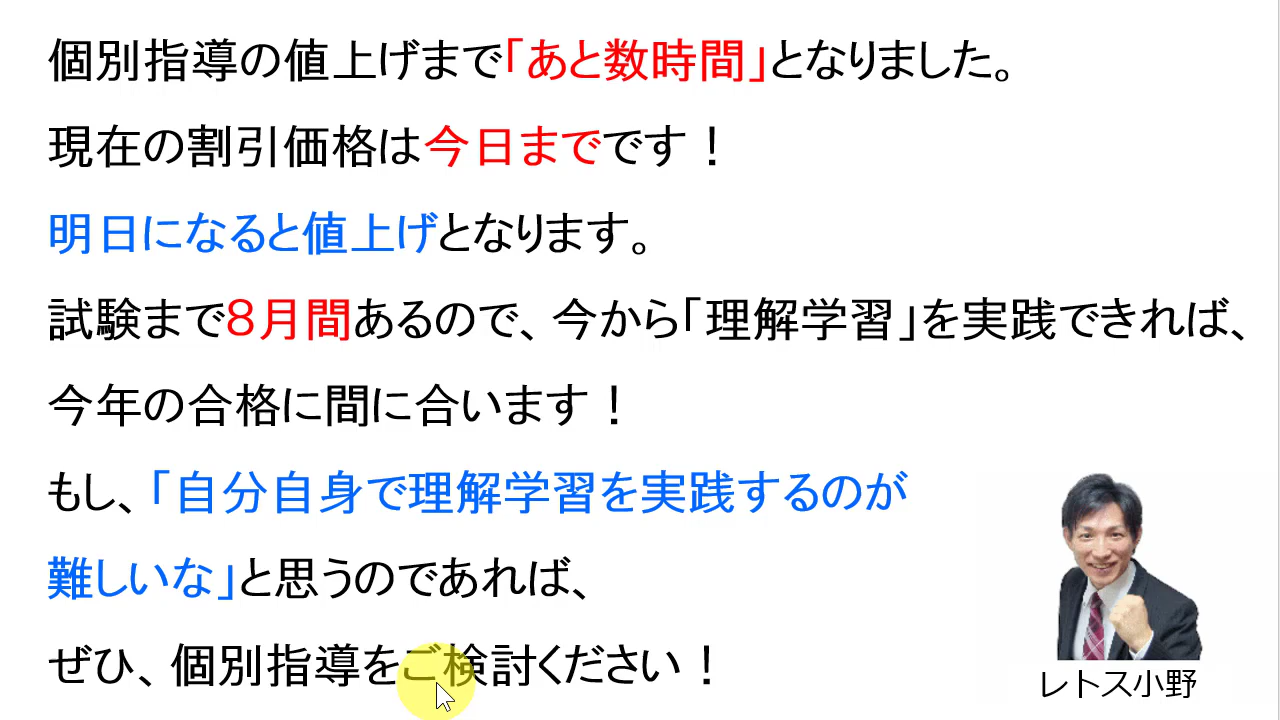 個別指導の値上げまで「あと数時間」となりました。
現在の割引価格は今日までです！
明日になると値上げとなります。
試験まで８月間あるので、今から「理解学習」を実践できれば、
今年の合格に間に合います！
もし、「自分自身で理解学習を実践するのが
難しいな」と思うのであれば、
ぜひ、個別指導をご検討ください！
レトス小野